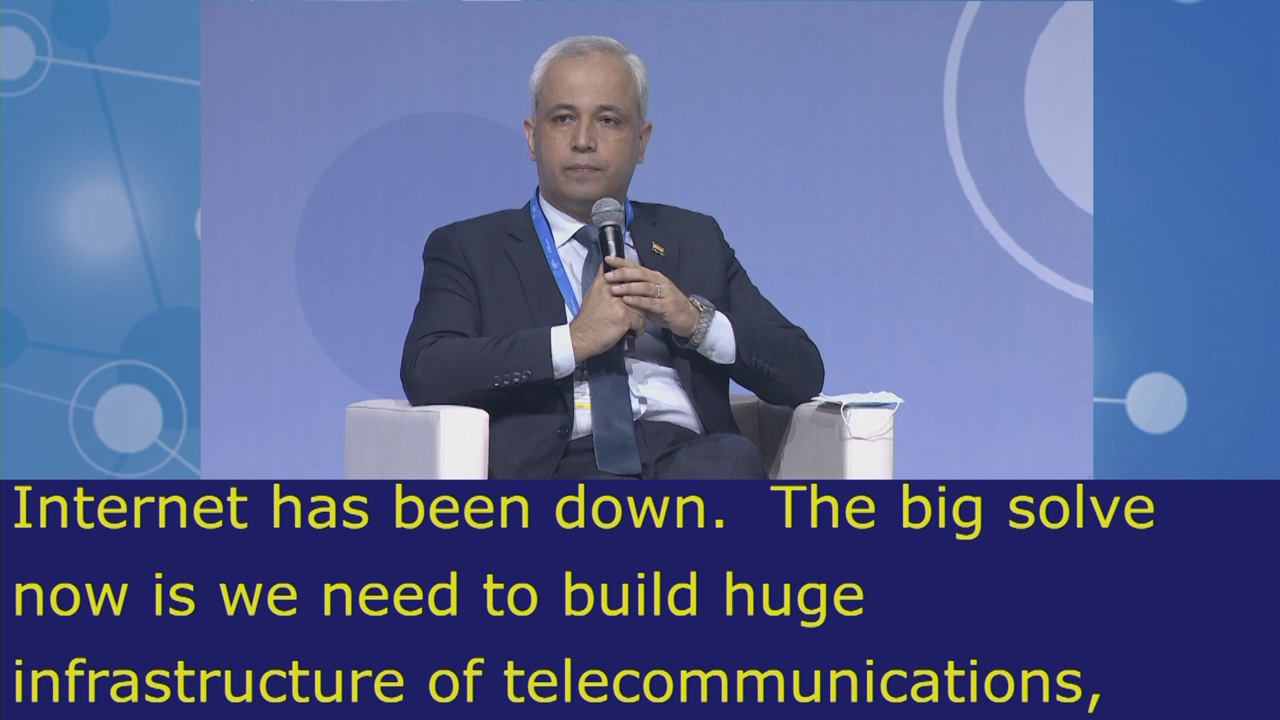 Internet has been down.  The big solve
now is we need to build huge
infrastructure of telecommunications,